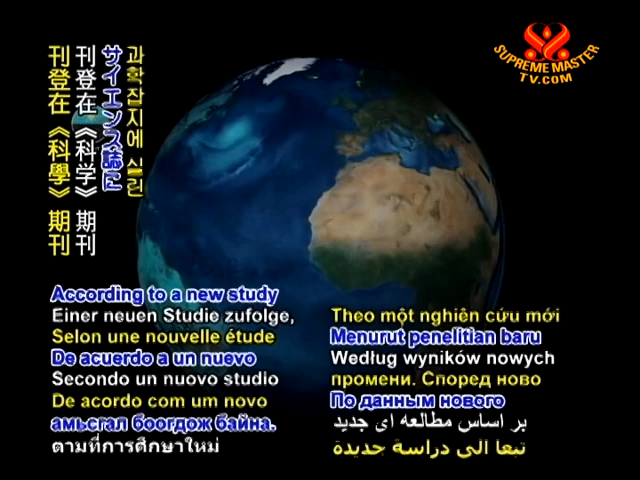 SUPREME MASTER
TV.COM
과학잡지에 실린
サイエンス誌に
刊登在《科学》期刊
刊登在《科學》期刊
According to a new study
Einer neuen Studie zufolge,
Selon une nouvelle étude
De acuerdo a un nuevo
Secondo un nuovo studio
De acordo com um novo
амьсгал боогдож байна.
ตามที่การศึกษาใหม่
Theo một nghiên cứu mới
Menurut penelitian baru
Według wyników nowych
промени. Според ново
По данным нового
بر اساس مطالعه ای جدید
تبعا الى دراسة جديدة